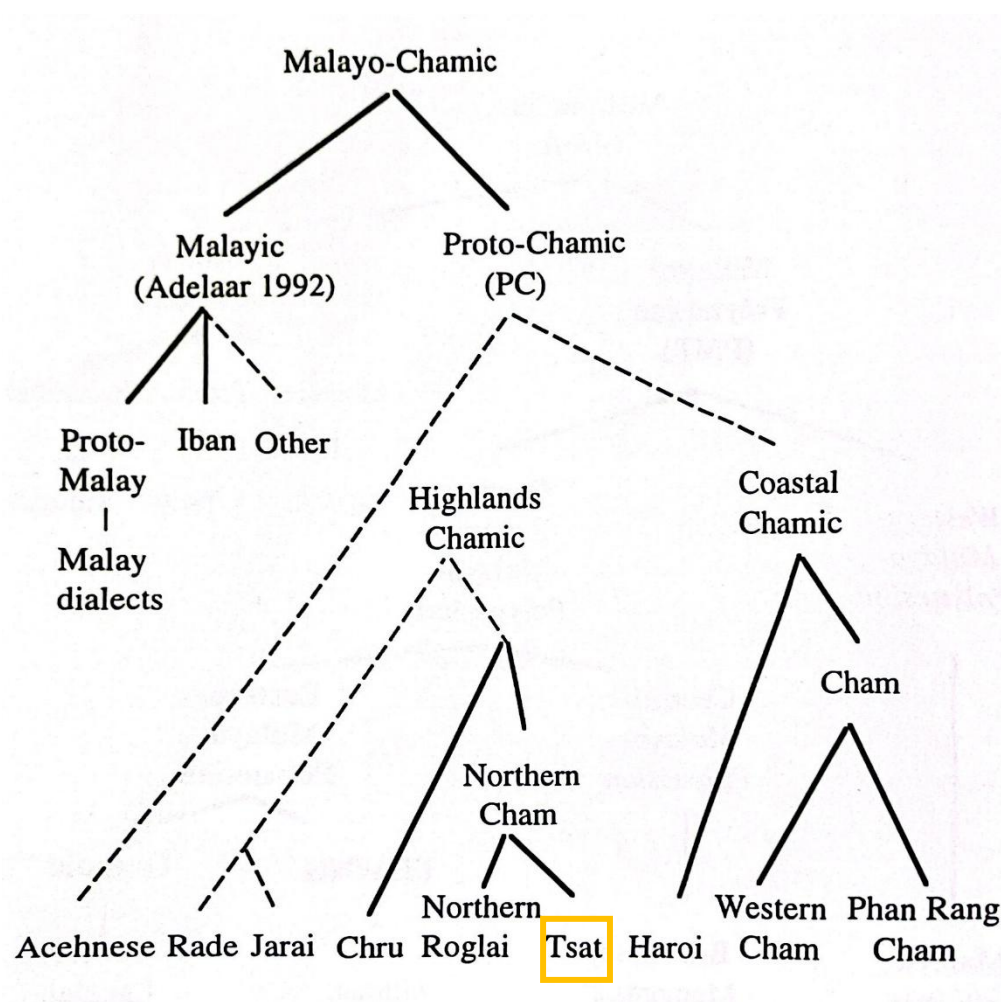 Malayo-Chamic
Malayic
(Adelaar 1992)
Proto-Chamic
(PC)
Proto-
Malay
Iban
Other
Malay
dialects
Highlands
Chamic
Coastal
Chamic
Cham
Northern
Cham
Acehnese
Rade
Jarai
Chru
Northern
Roglai
Tsat
Haroi
Western
Cham
Phan Rang
Cham